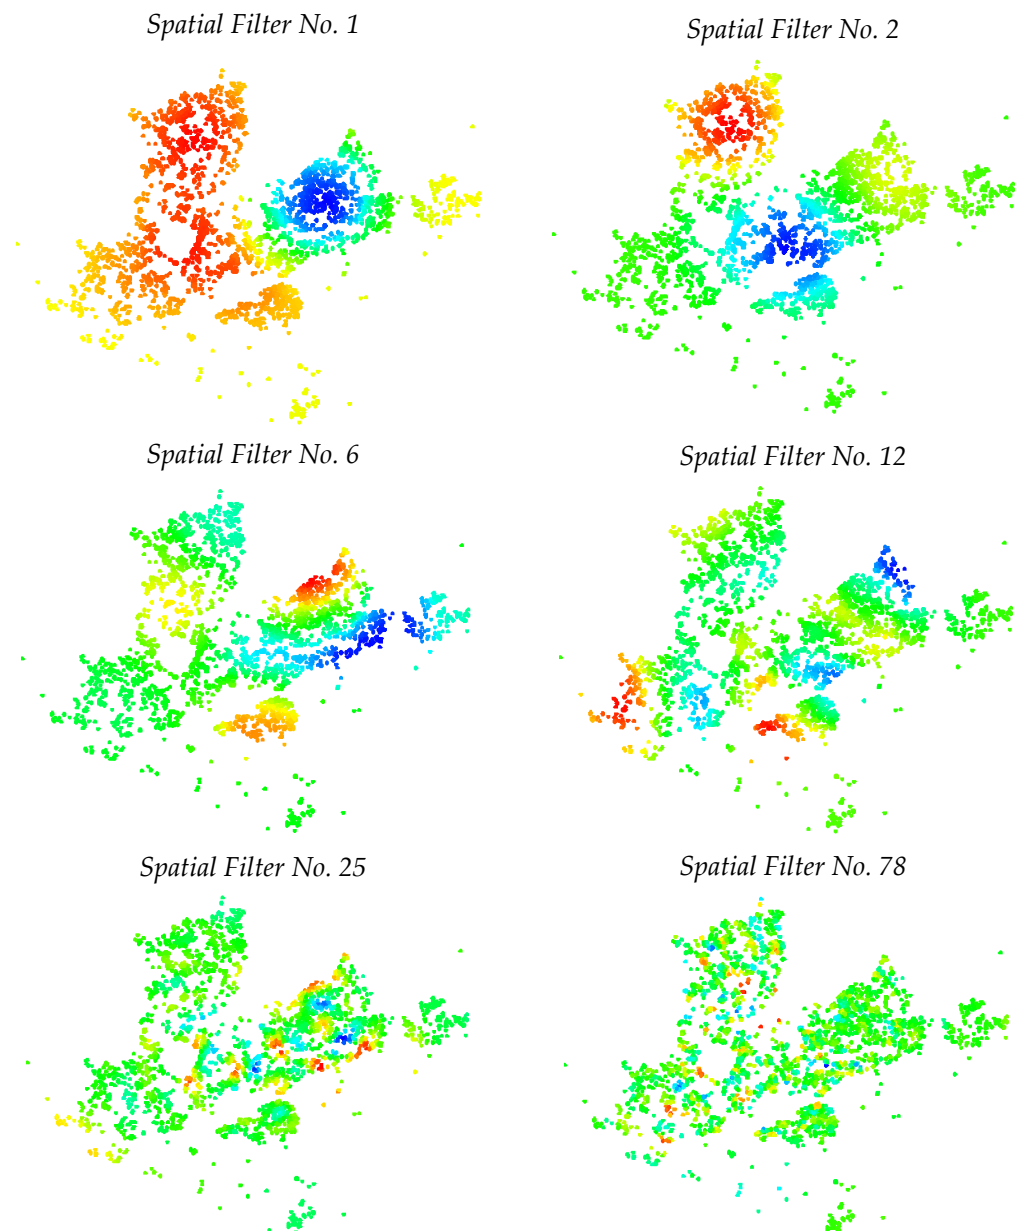 Spatial Filter No. 1
Spatial Filter No. 2
Spatial Filter No. 6
Spatial Filter No. 12
Spatial Filter No. 25
Spatial Filter No. 78